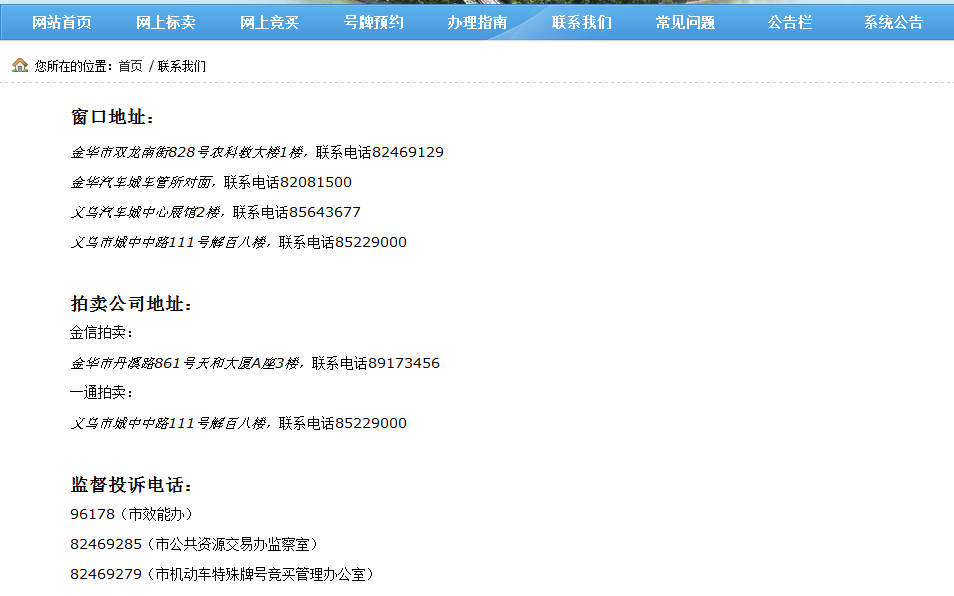 网站首页 网上标卖 网上竞买 号牌预约 办理指南 联系我们 常见问题 公告栏 系统公告
您所在的位置：首页 / 联系我们
窗口地址：
金华市双龙南街828号农科教大楼1楼，联系电话82469129
金华汽车城车管所对面，联系电话82081500
义乌汽车城中心展馆2楼，联系电话85643677
义乌市城中中路111号解百八楼，联系电话85229000
拍卖公司地址：
金信拍卖：
金华市丹溪路861号天和大厦A座3楼，联系电话89173456
一通拍卖：
义乌市城中中路111号解百八楼，联系电话85229000
监督投诉电话：
96178（市效能办）
82469285（市公共资源交易办监察室）
82469279（市机动车特殊牌号竞买管理办公室）